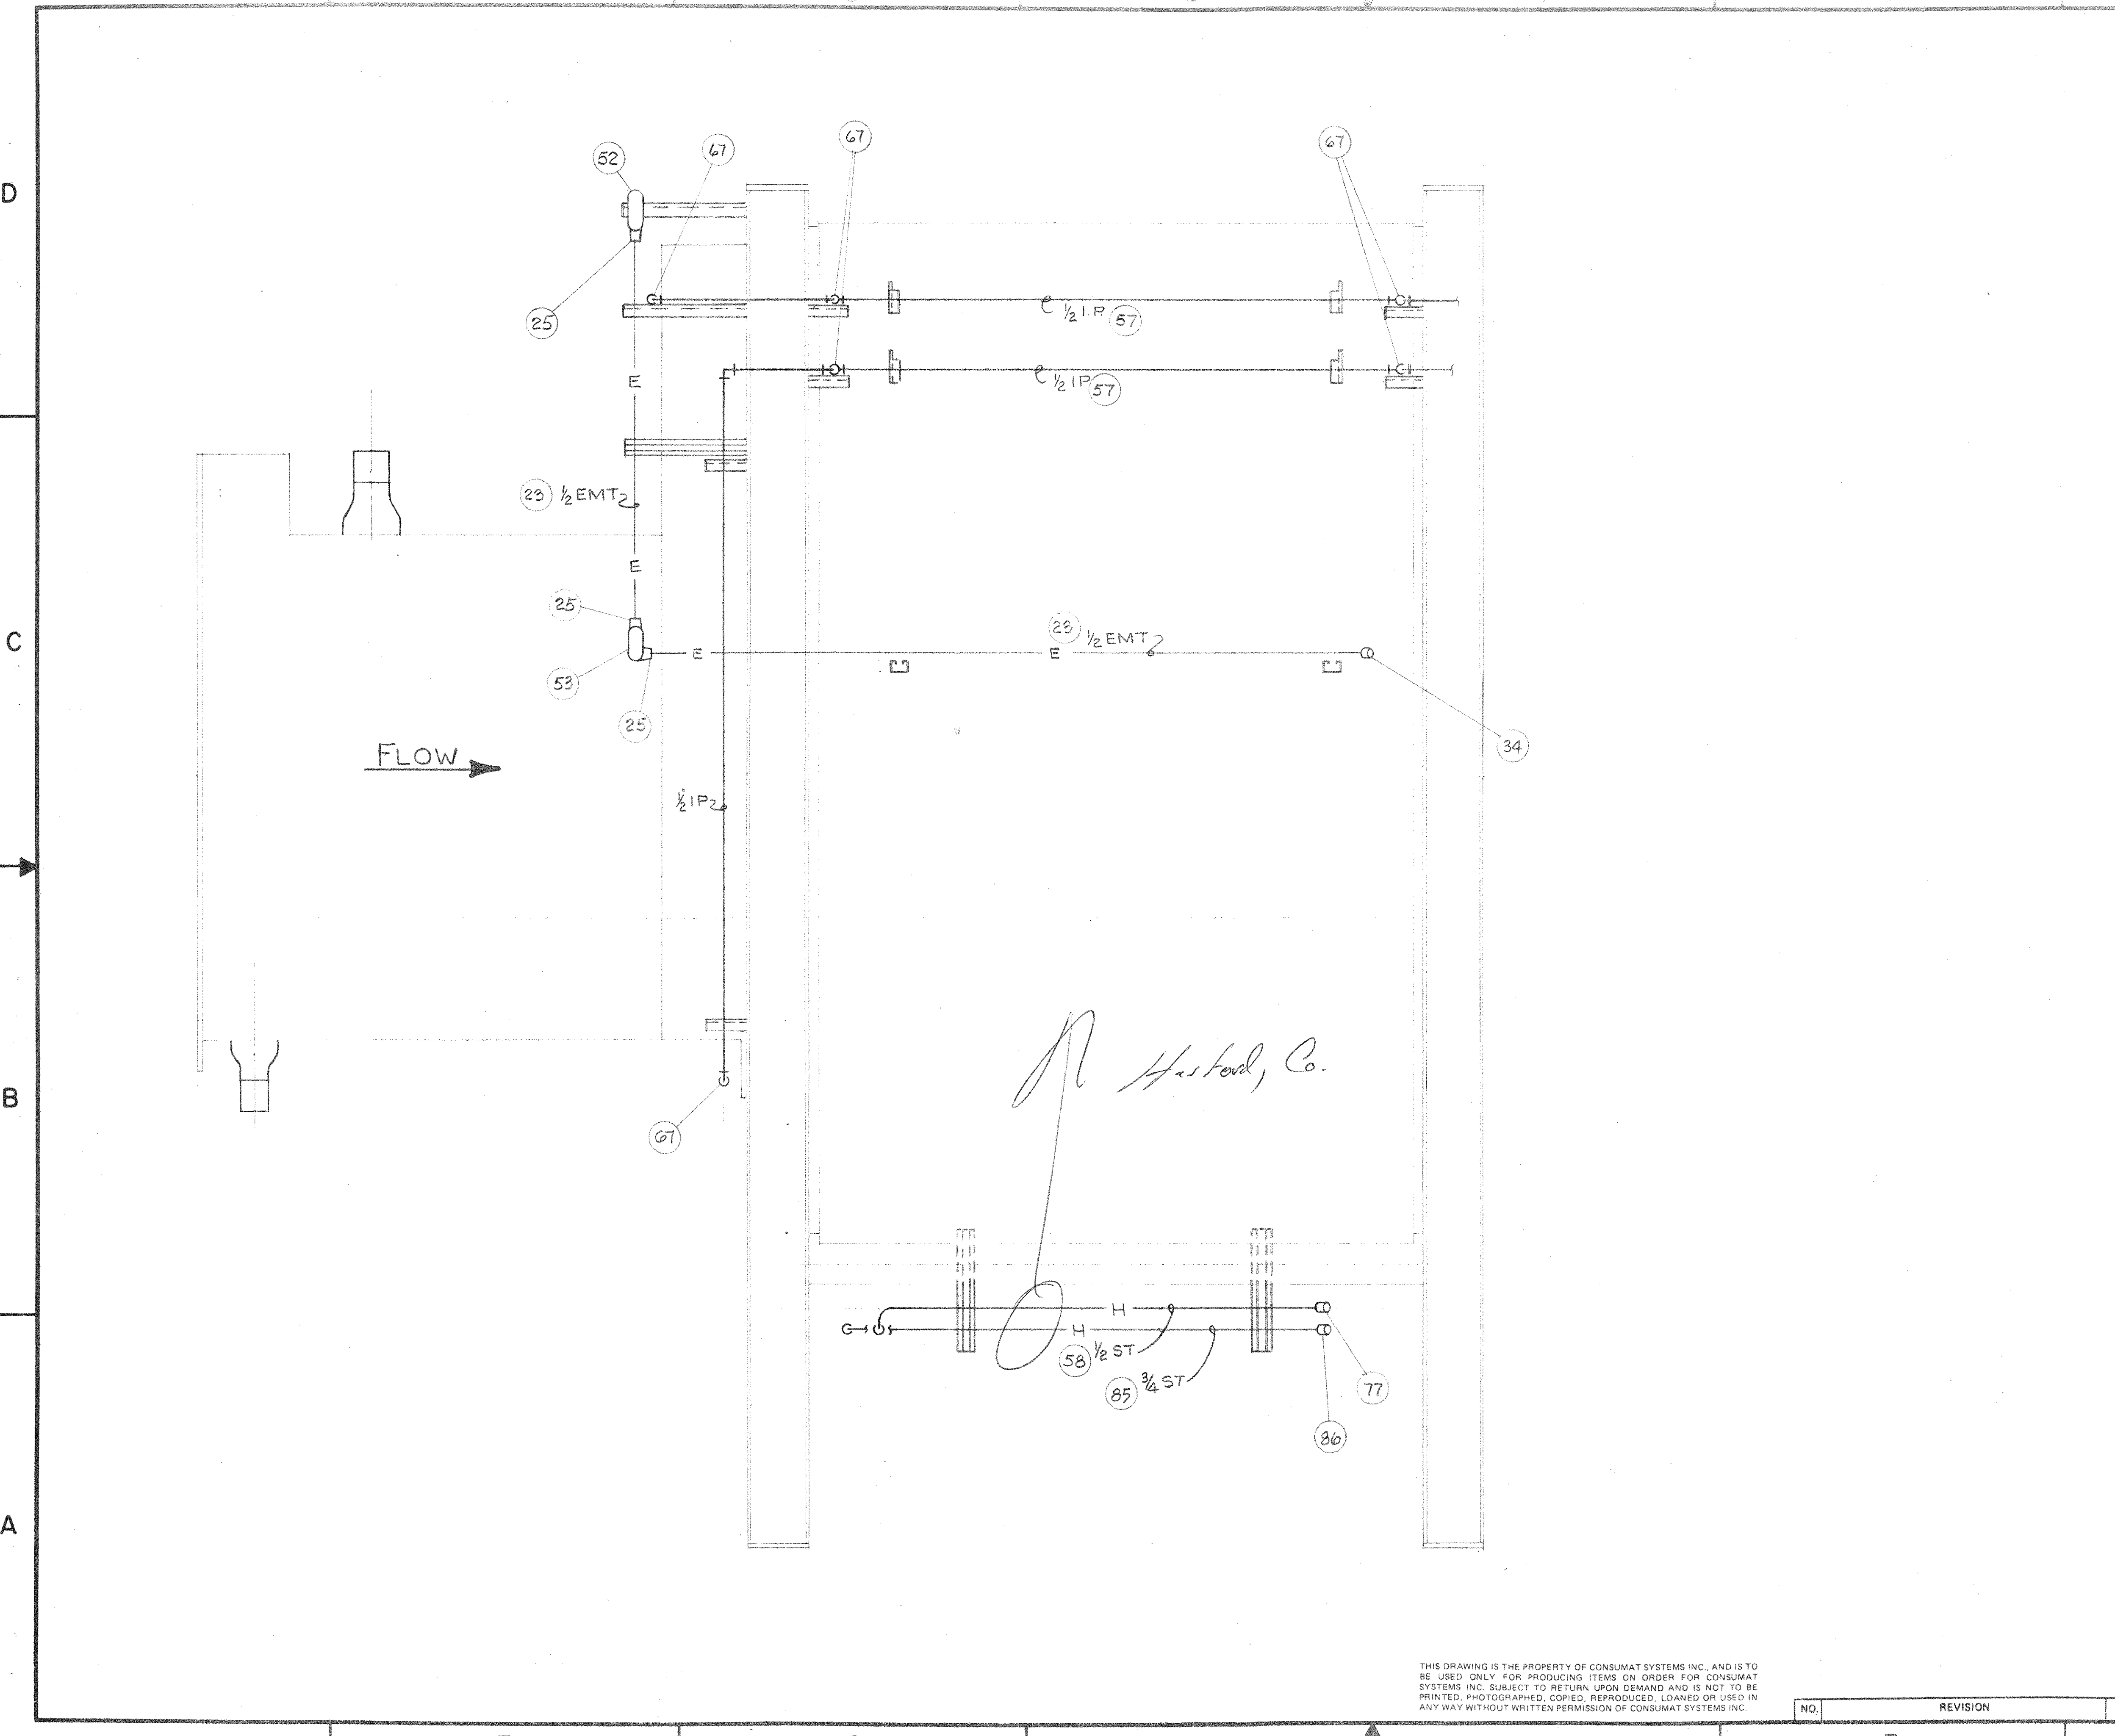 D
52
67
67
67
25
½ I.P. 57
E
½ IP 57
23 ½ EMT
E
25
C
23 ½ EMT
E
E
53
25
34
FLOW
½ IP
B
Co.
67
H
H
58 ½ ST
85 ¾ ST
77
86
A
THIS DRAWING IS THE PROPERTY OF CONSUMAT SYSTEMS INC., AND IS TO
BE USED ONLY FOR PRODUCING ITEMS ON ORDER FOR CONSUMAT
SYSTEMS INC. SUBJECT TO RETURN UPON DEMAND AND IS NOT TO BE
PRINTED, PHOTOGRAPHED, COPIED, REPRODUCED, LOANED OR USED IN
ANY WAY WITHOUT WRITTEN PERMISSION OF CONSUMAT SYSTEMS INC.
NO. REVISION